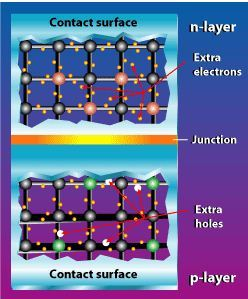 Contact surface
n-layer
Extra
electrons
Junction
Extra
holes
Contact surface
p-layer